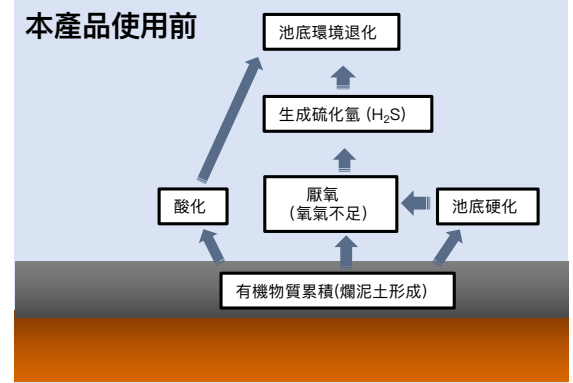 本產品使用前
池底環境退化
生成硫化氫 (H₂S)
厭氧
(氧氣不足)
酸化
池底硬化
有機物質累積(爛泥土形成)